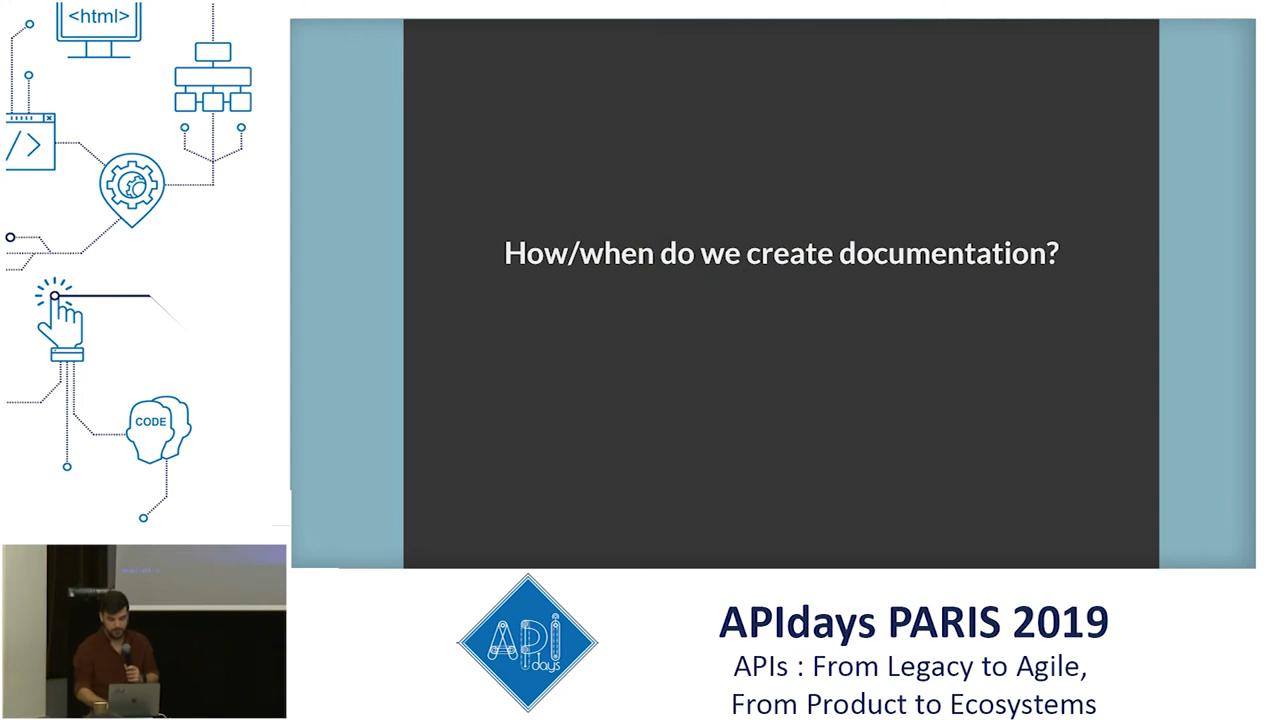 <html>
How/when do we create documentation?
/>
CODE
API
days
APIdays PARIS 2019
APIs : From Legacy to Agile,
From Product to Ecosystems